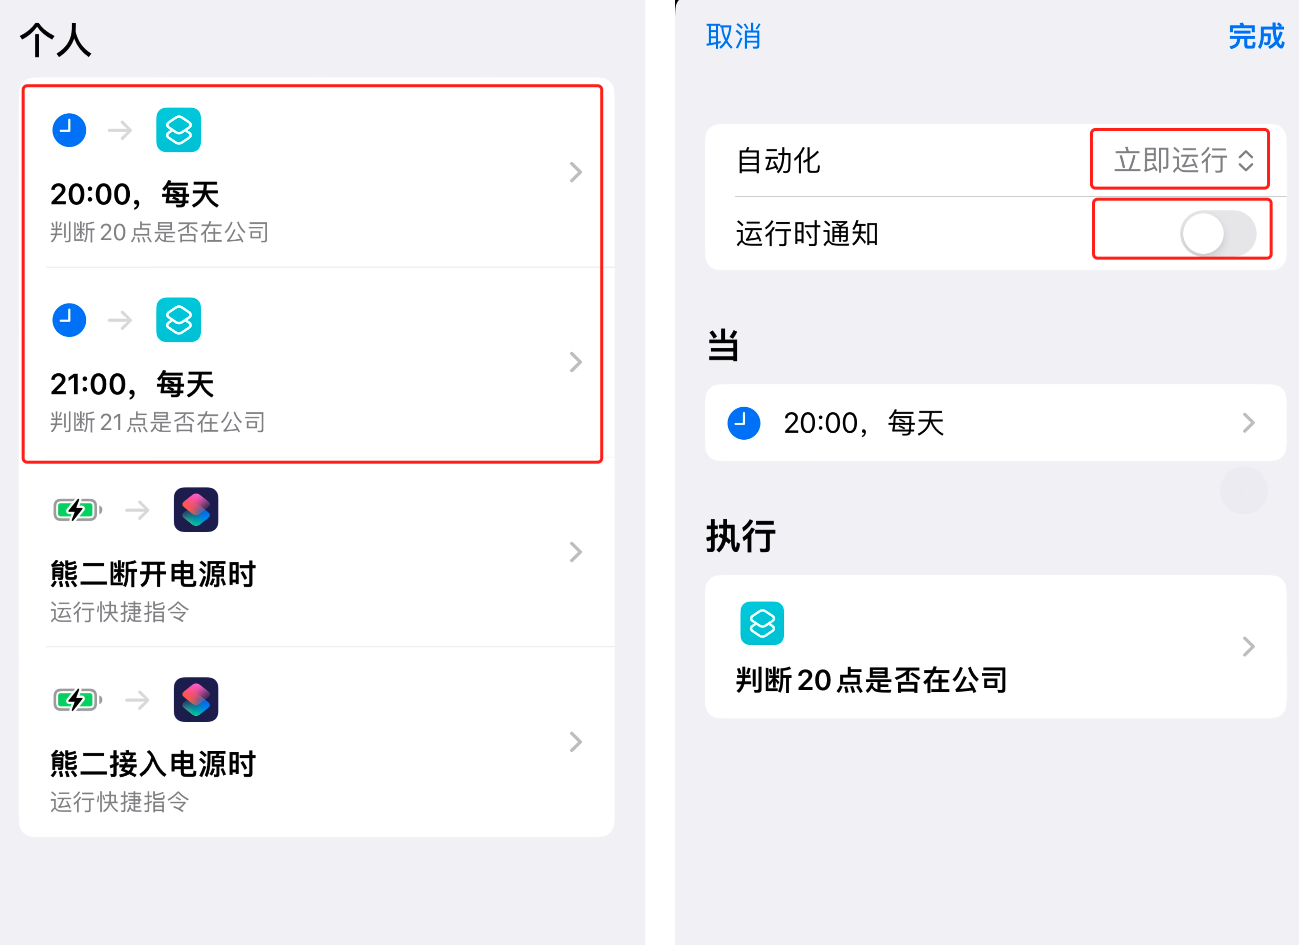 个人
20:00，每天
判断 20 点是否在公司
21:00，每天
判断 21 点是否在公司
熊二断开电源时
运行快捷指令
熊二接入电源时
运行快捷指令
取消
完成
自动化
立即运行
运行时通知
当
20:00，每天
执行
判断 20 点是否在公司